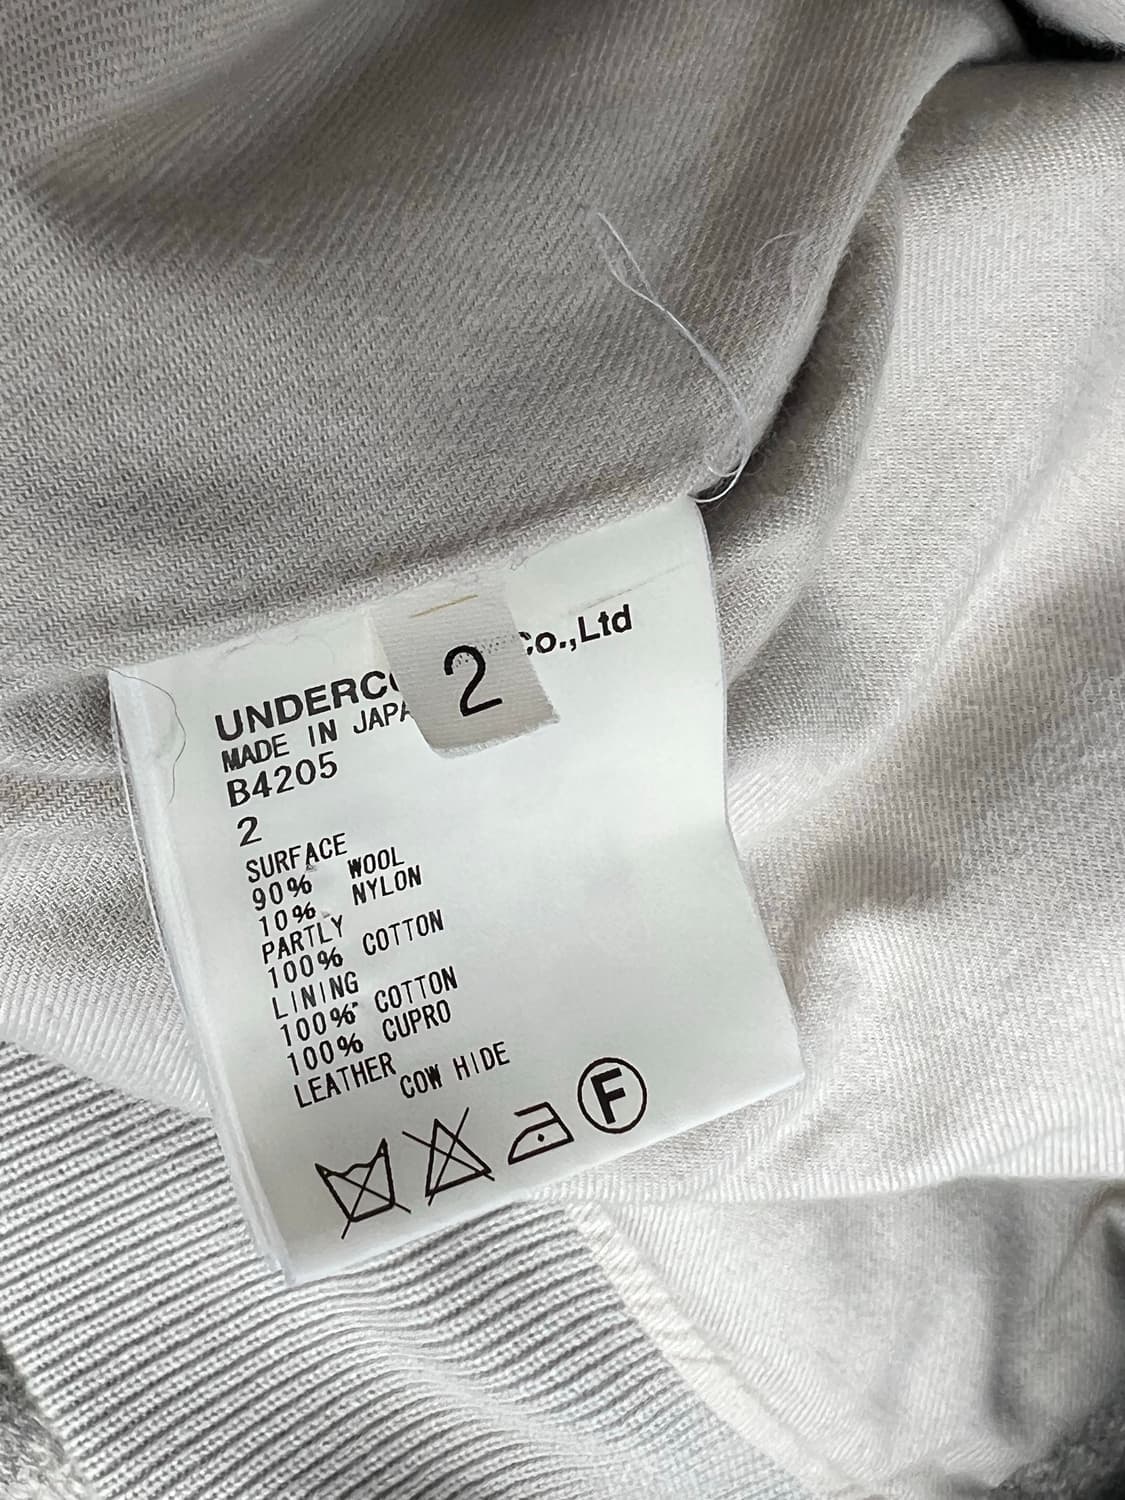 2
Co.,Ltd
UNDERC
MADE IN JAPA
B4205
2
SURFACE
90% WOOL
10% NYLON
PARTLY
100% COTTON
LINING
100% COTTON
100% CUPRO
LEATHER
COW HIDE
F